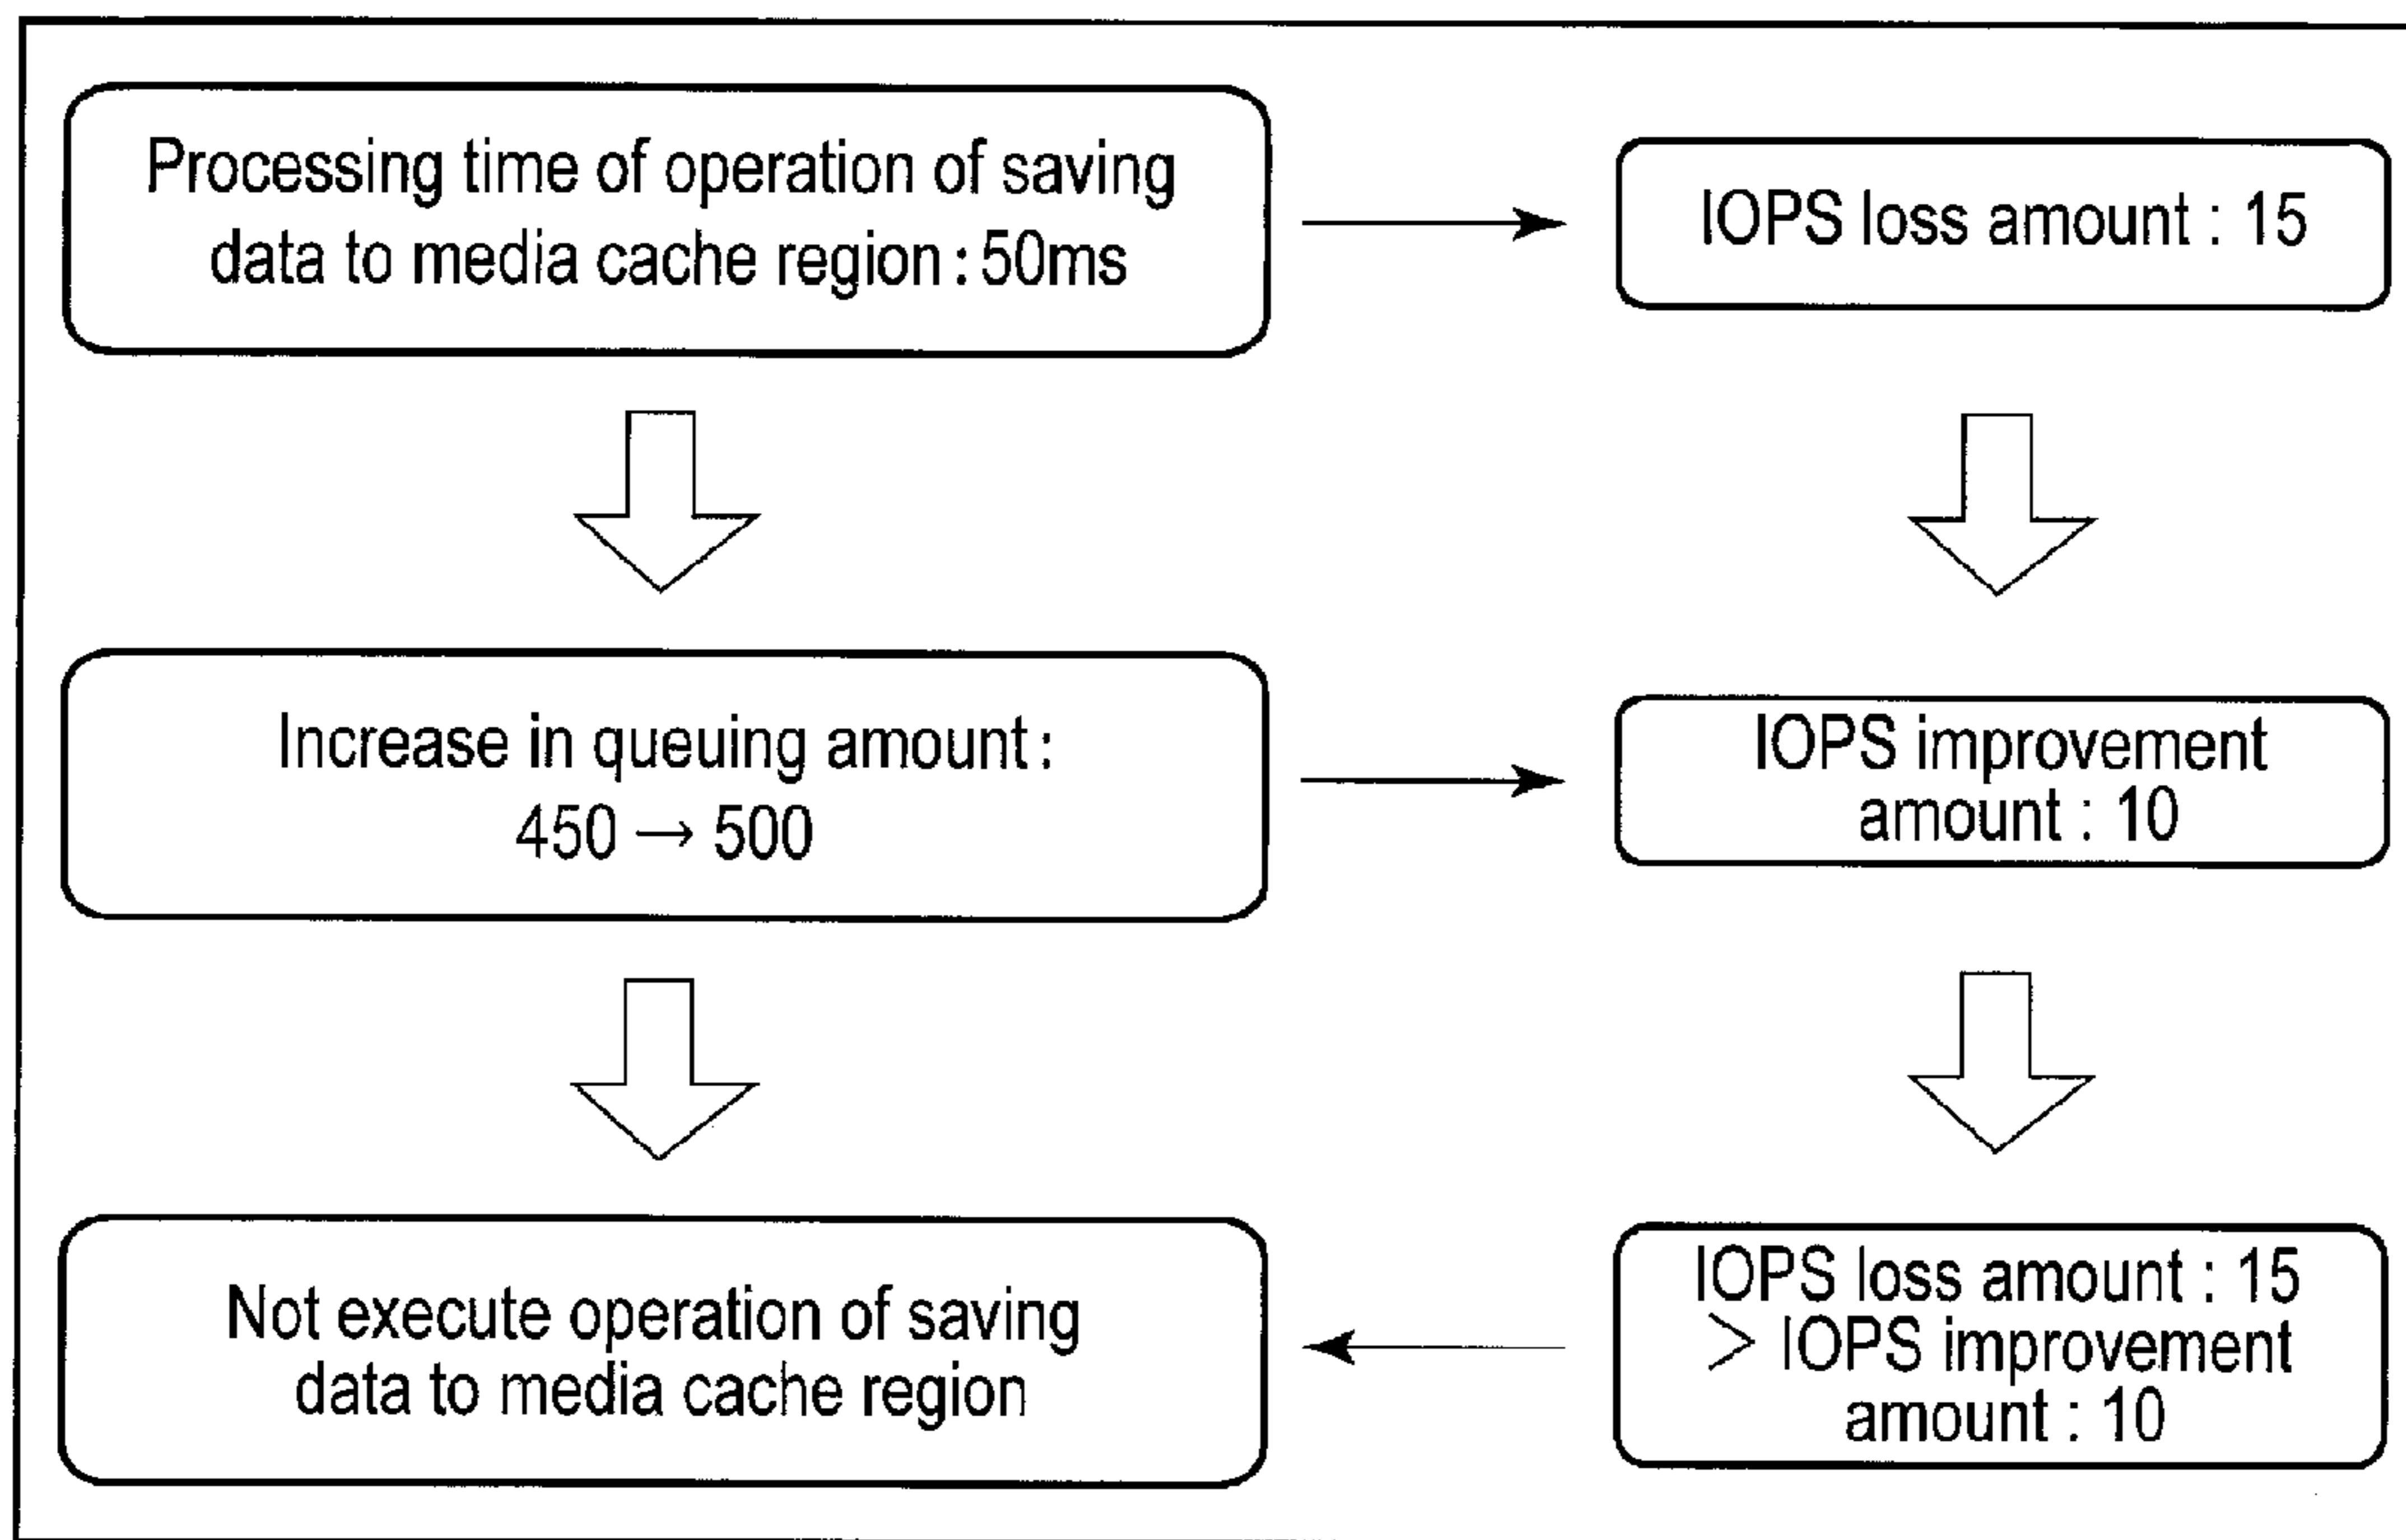 Processing time of operation of saving
data to media cache region : 50ms
IOPS loss amount : 15
Increase in queuing amount :
450 → 500
IOPS improvement
amount : 10
Not execute operation of saving
data to media cache region
IOPS loss amount : 15
> IOPS improvement
amount : 10